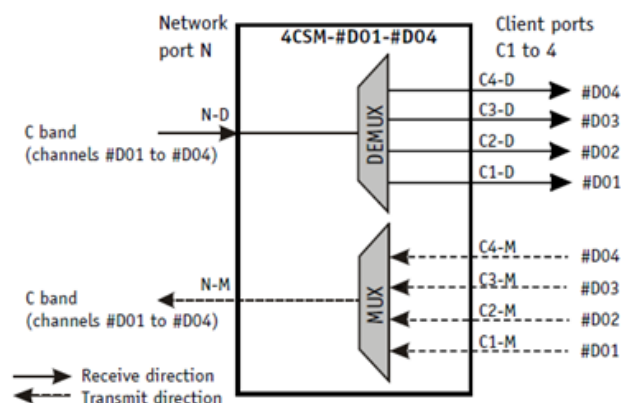 Network
port N
4CSM-#D01-#D04
Client ports
C1 to 4
N-D
C band
(channels #D01 to #D04)
DEMUX
C4-D
#D04
C3-D
#D03
C2-D
#D02
C1-D
#D01
N-M
C band
(channels #D01 to #D04)
MUX
C4-M
#D04
C3-M
#D03
C2-M
#D02
C1-M
#D01
Receive direction
Transmit direction